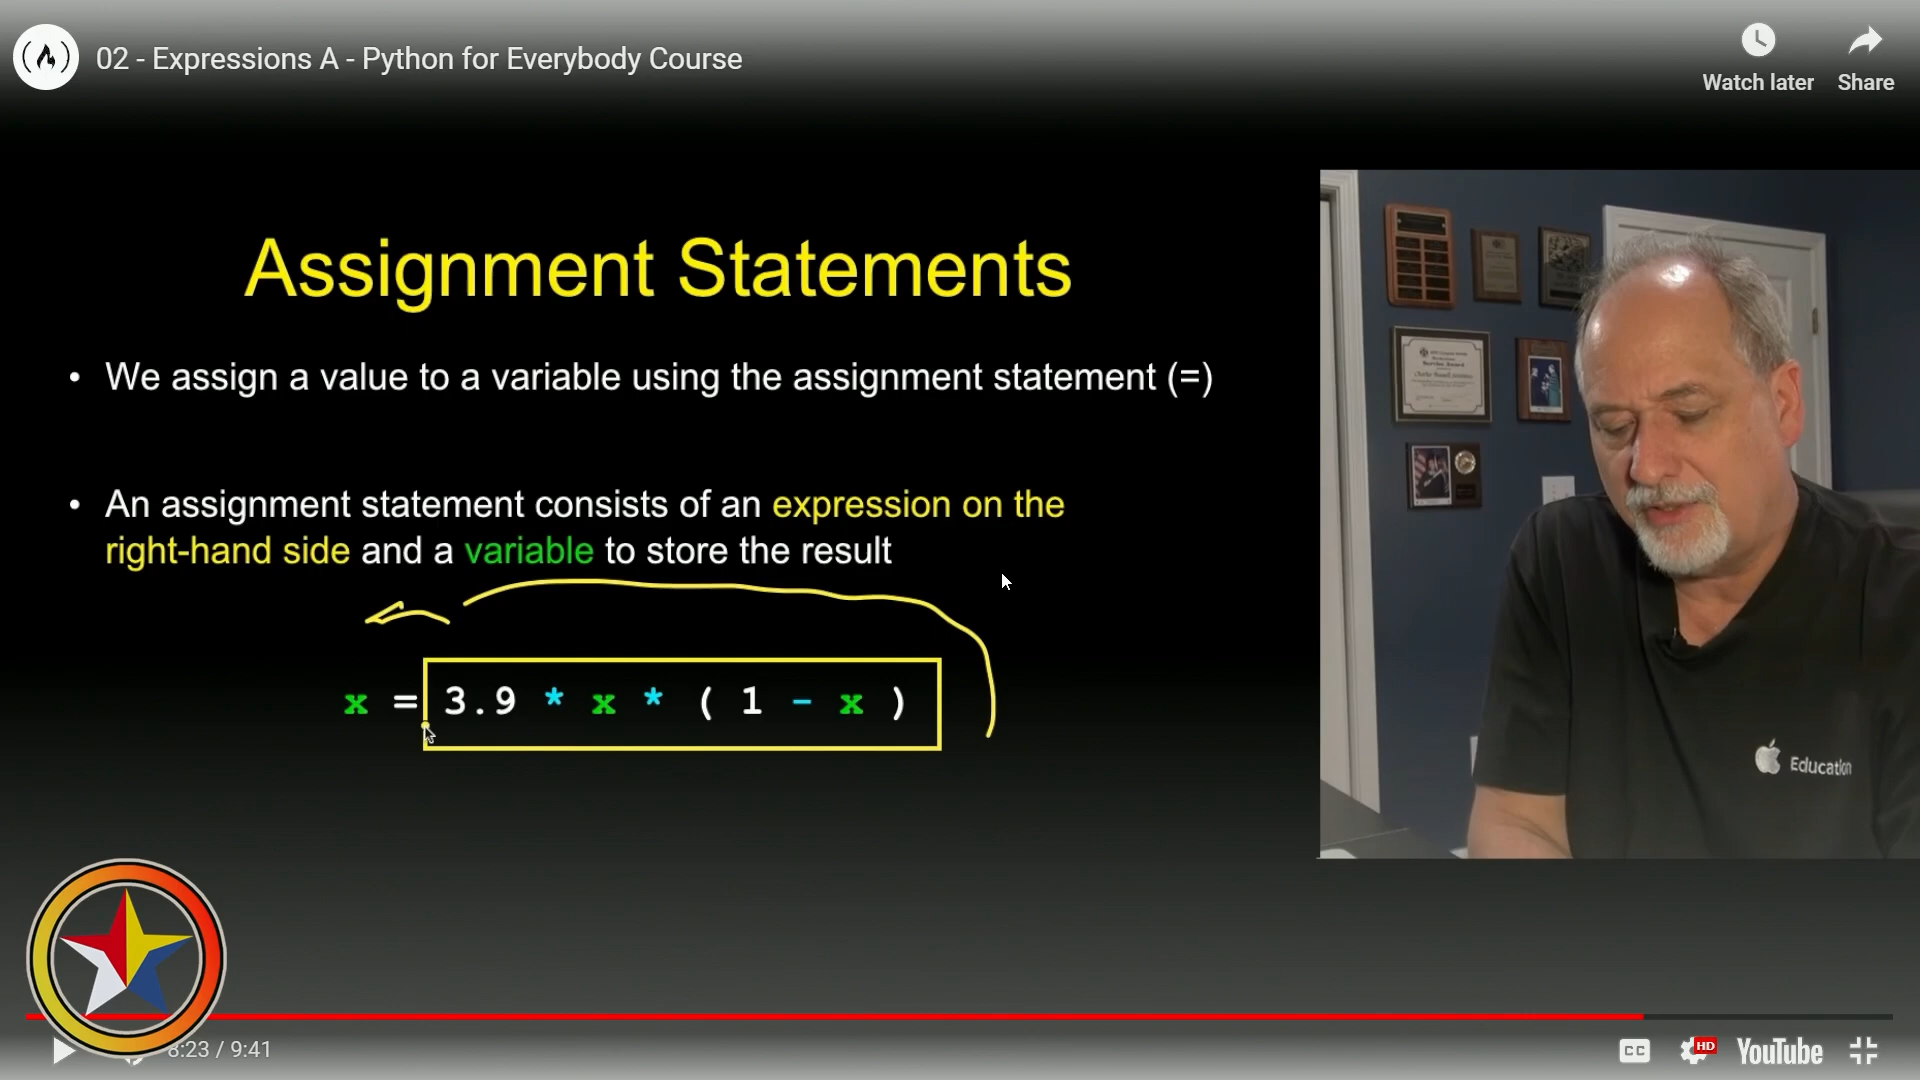 02 - Expressions A - Python for Everybody Course
Watch later
Share
Assignment Statements
• We assign a value to a variable using the assignment statement (=)
• An assignment statement consists of an expression on the
right-hand side and a variable to store the result
x = 3.9 * x * ( 1 - x )
Education
8:23 / 9:41
CC
HD
YouTube